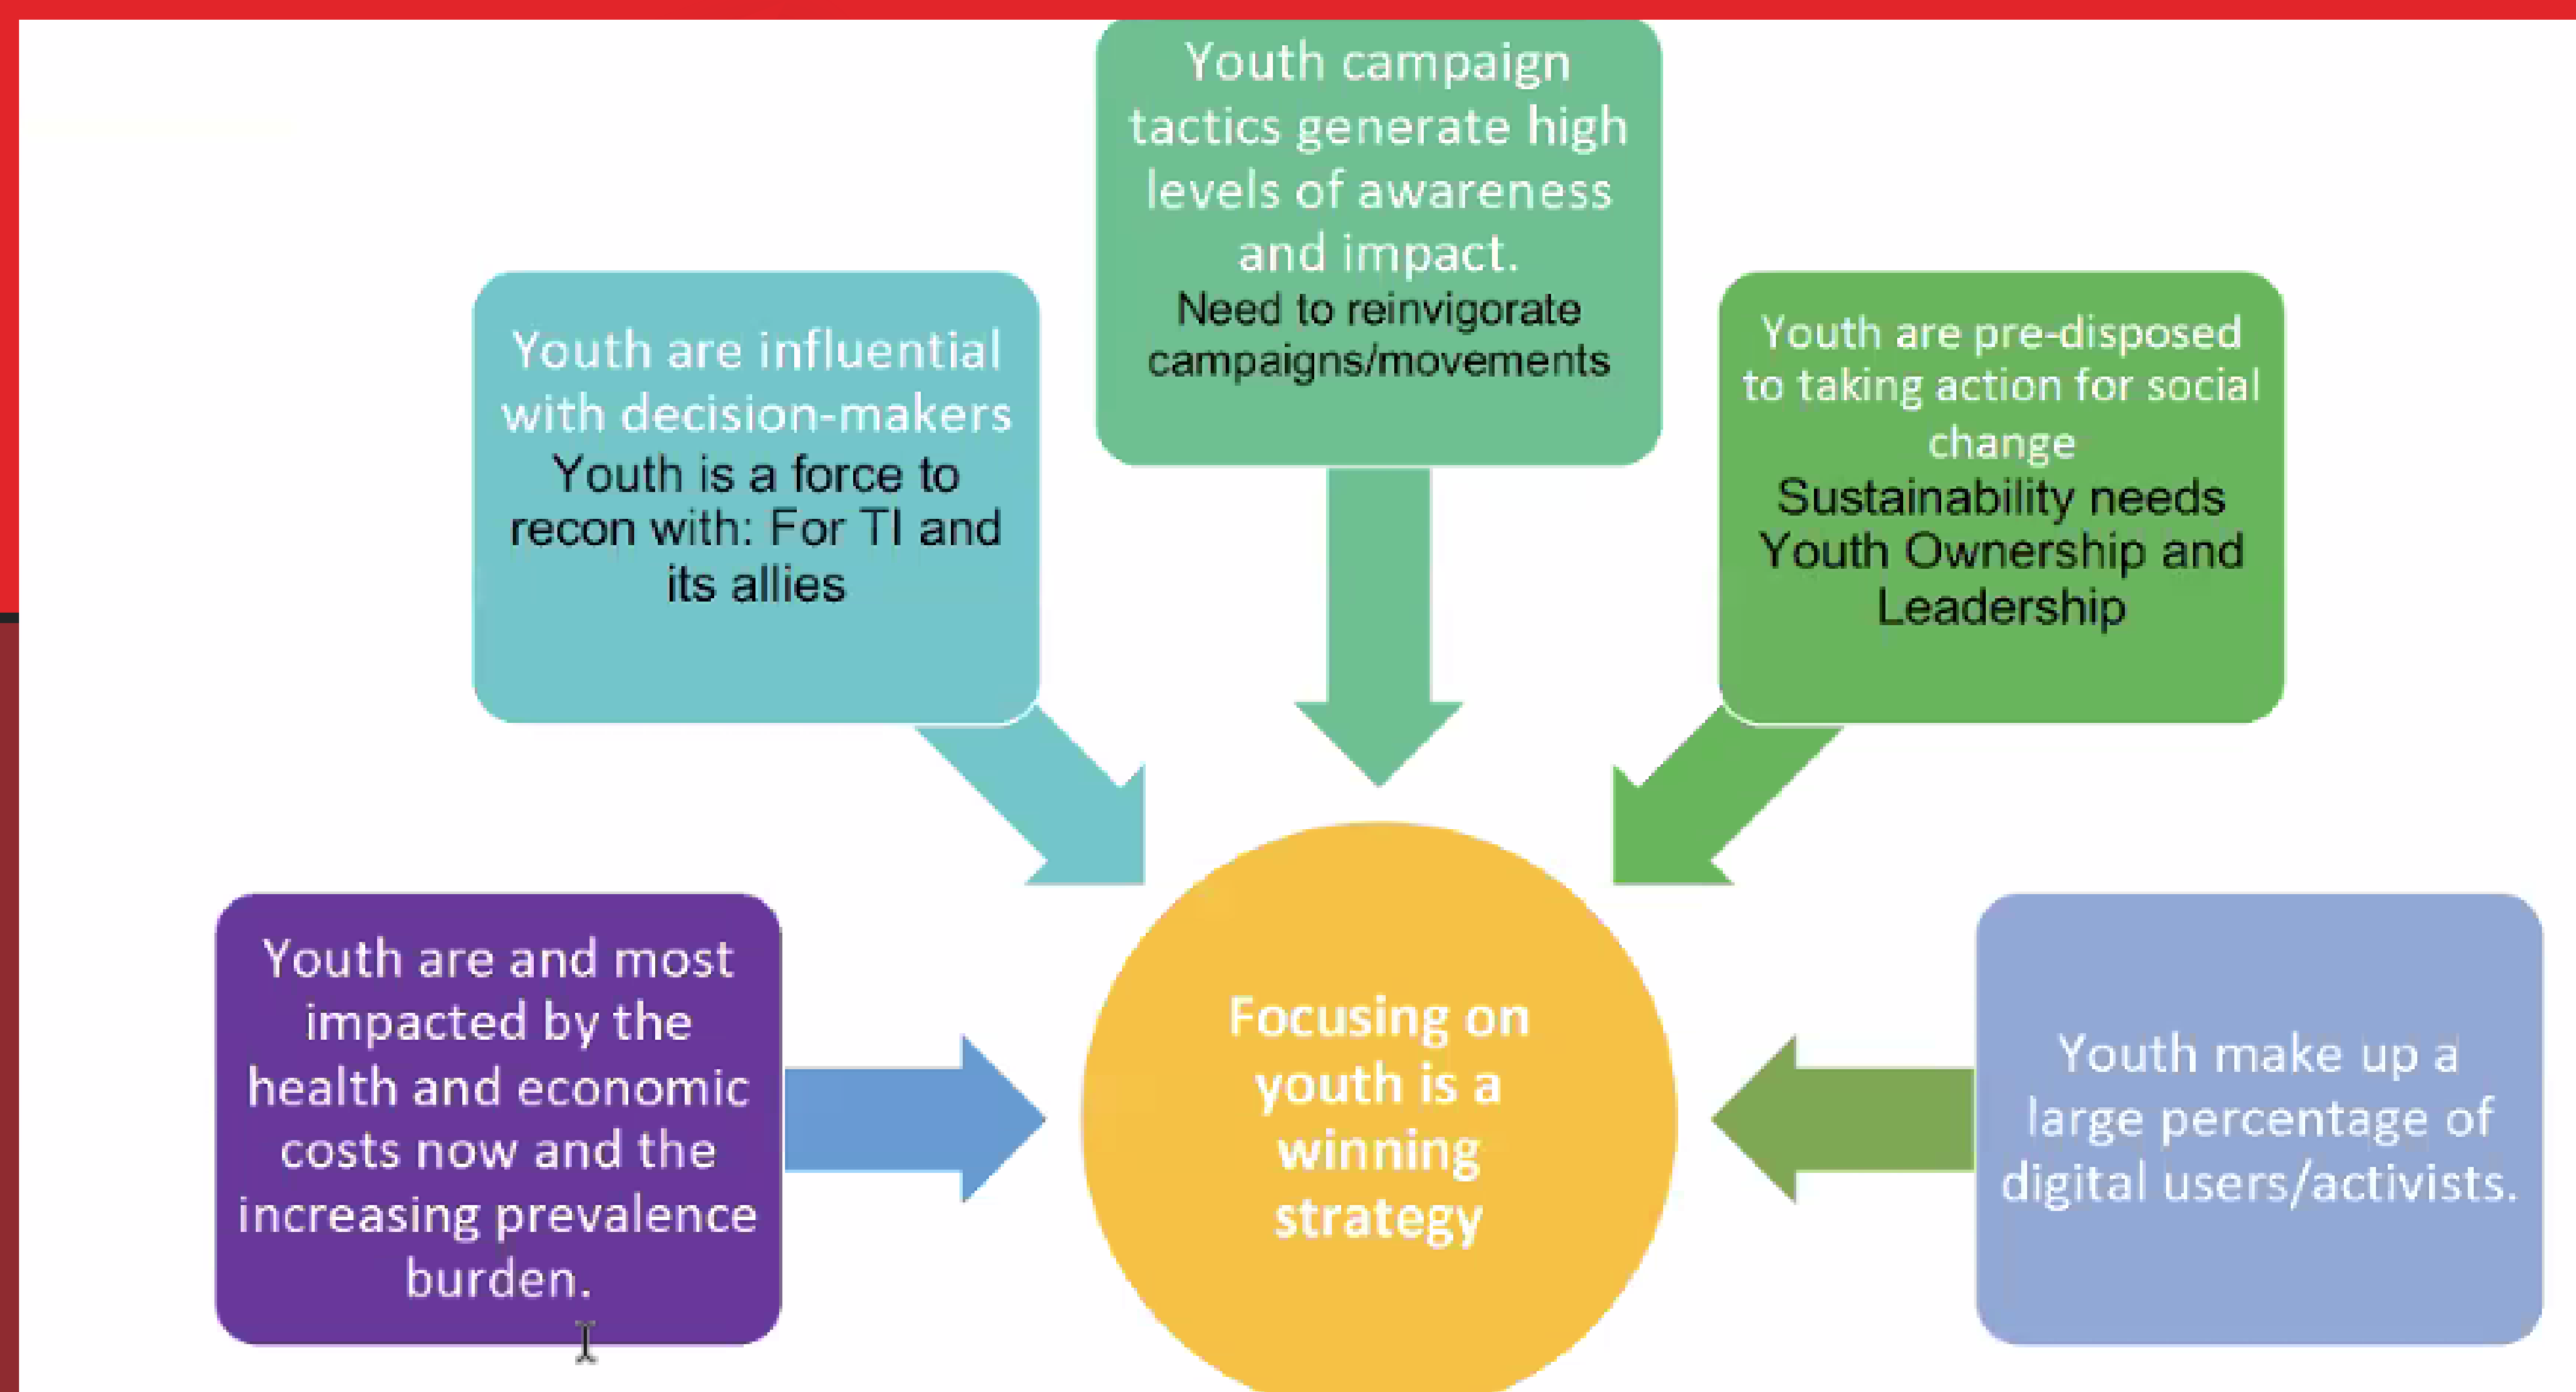 Youth campaign
tactics generate high
levels of awareness
and impact.
Need to reinvigorate
campaigns/movements
Youth are influential
with decision-makers
Youth is a force to
recon with: For TI and
its allies
Youth are pre-disposed
to taking action for social
change
Sustainability needs
Youth Ownership and
Leadership
Youth are and most
impacted by the
health and economic
costs now and the
increasing prevalence
burden.
Focusing on
youth is a
winning
strategy
Youth make up a
large percentage of
digital users/activists.